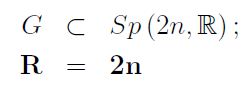 G ⊂ Sp(2n, ℝ);
R = 2n